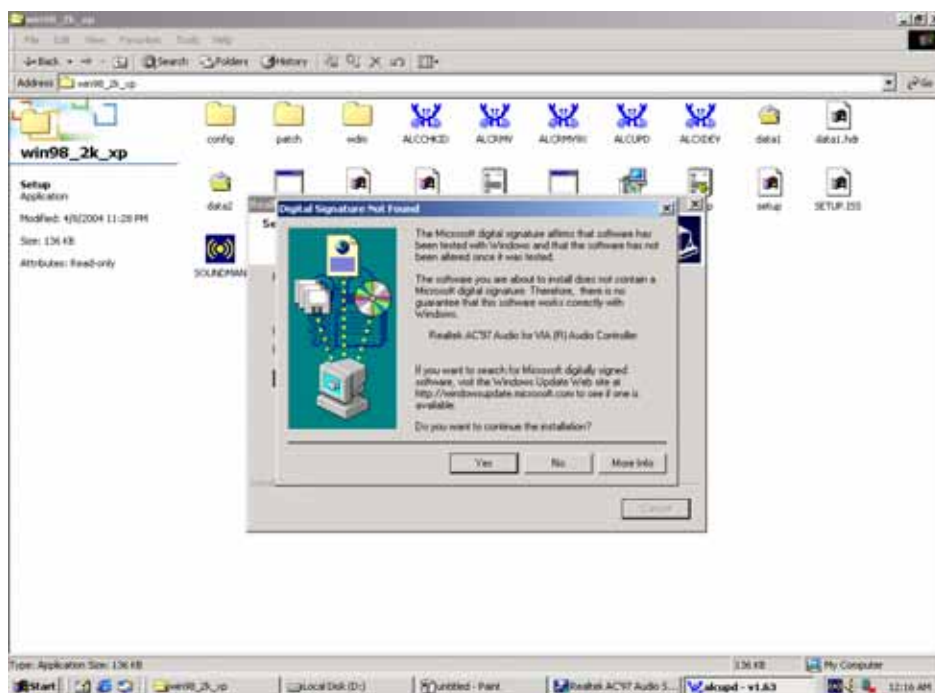 win98_2k_xp
File Edit View Favorites Tools Help
Back Search Folders History
Address win98_2k_xp Go
config patch wdm ALCCHKID ALCRMV ALCUPD data1 data1.hdr
win98_2k_xp
Setup
Application
Modified: 4/8/2004 11:28 PM
Size: 136 KB
Attributes: Read-only
data2 setup SETUP.ISS
SOUNDMAN
Digital Signature Not Found
The Microsoft digital signature affirms that software has
been tested with Windows and that the software has not
been altered since it was tested.
The software you are about to install does not contain a
Microsoft digital signature. Therefore, there is no
guarantee that this software works correctly with
Windows.
Realtek AC'97 Audio for VIA (R) Audio Controller
If you want to search for Microsoft digitally signed
software, visit the Windows Update Web site at
http://windowsupdate.microsoft.com to see if one is
available.
Do you want to continue the installation?
Yes No More Info
Cancel
Type: Application Size: 136 KB 136 KB My Computer
Start win98_2k_xp Local Disk (D:) untitled - Paint Realtek AC'97 Audio S... alcupd - v1.63 12:16 AM